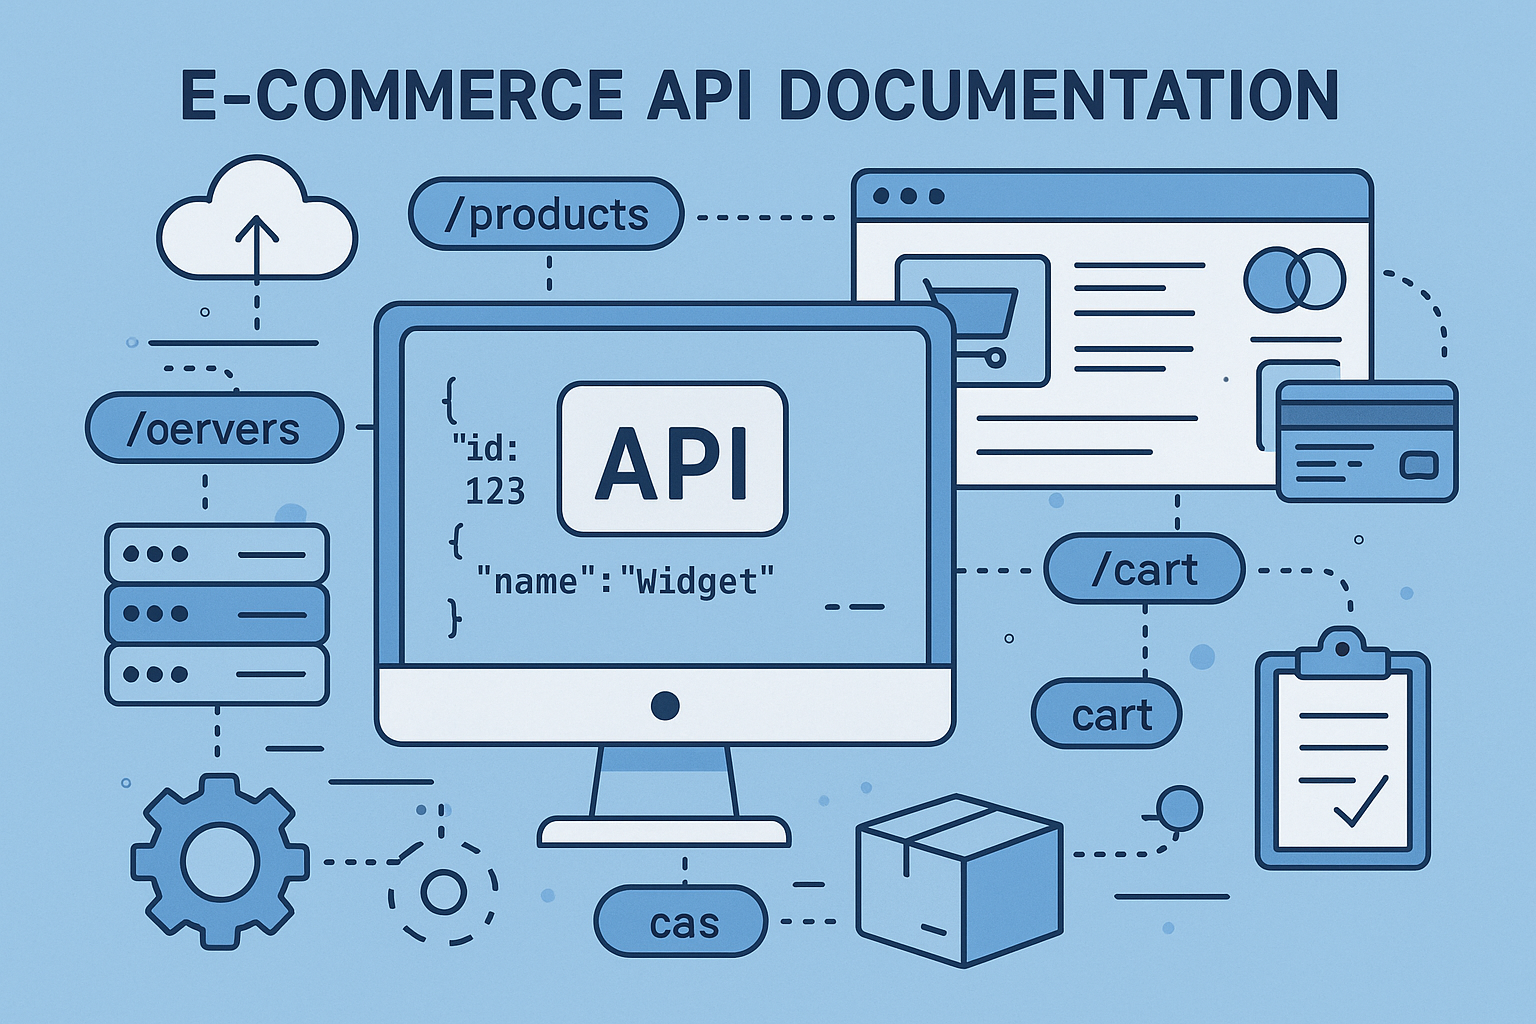 E-COMMERCE API DOCUMENTATION
/products
/oervers
{
"id:
123
API
{
"name":"Widget"
}
/cart
cart
cas